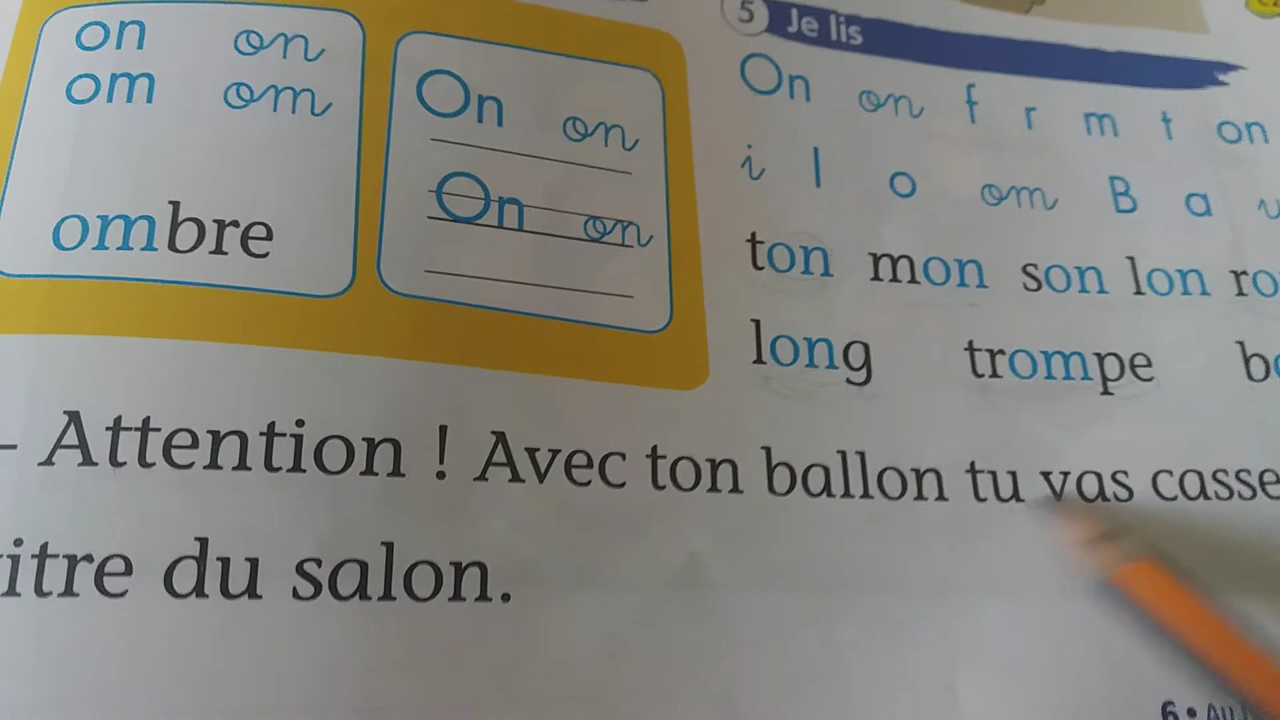 on on
om om
ombre
On on
On on
5 Je lis
On on f r m t on
i l o om B a
ton mon son lon
long trompe
- Attention ! Avec ton ballon tu vas casse
itre du salon.
6 •